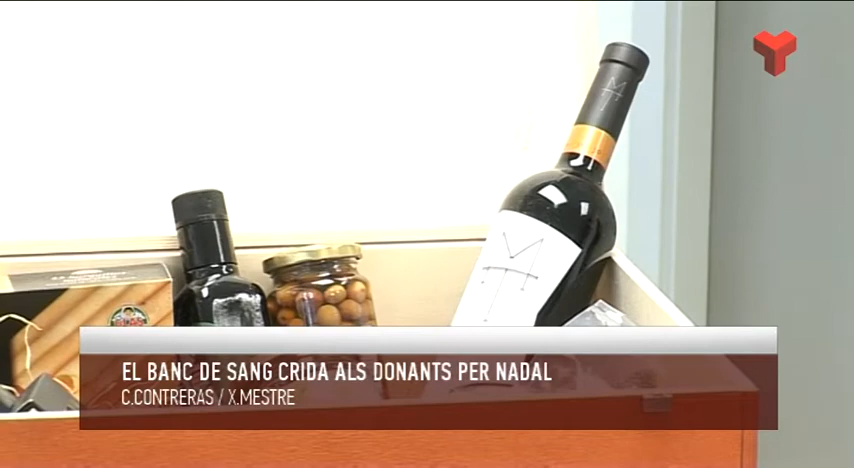 EL BANC DE SANG CRIDA ALS DONANTS PER NADAL
C.CONTRERAS / X.MESTRE